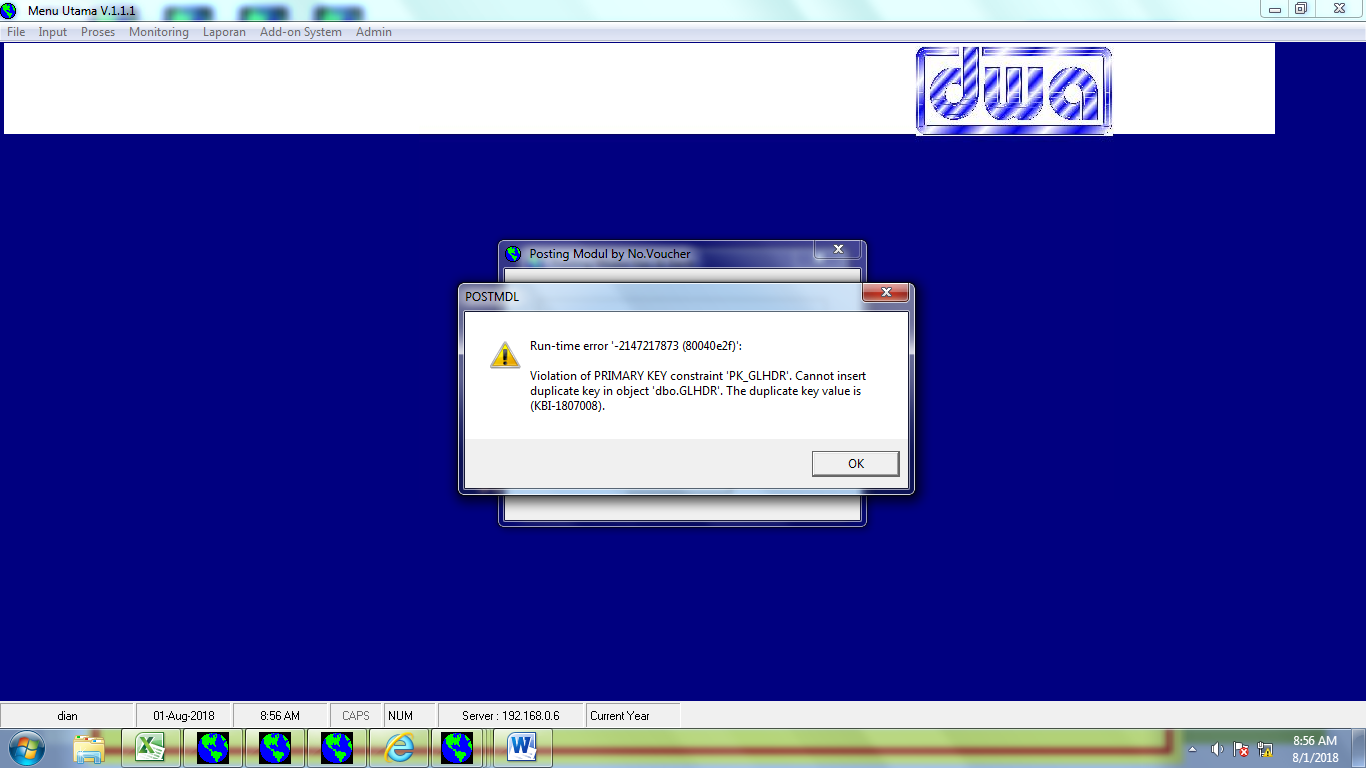 Menu Utama V.1.1.1
File Input Proses Monitoring Laporan Add-on System Admin
dwa
Posting Modul by No.Voucher
POSTMDL
Run-time error '-2147217873 (80040e2f)':
Violation of PRIMARY KEY constraint 'PK_GLHDR'. Cannot insert
duplicate key in object 'dbo.GLHDR'. The duplicate key value is
(KBI-1807008).
OK
dian 01-Aug-2018 8:56 AM CAPS NUM Server : 192.168.0.6 Current Year
8:56 AM
8/1/2018